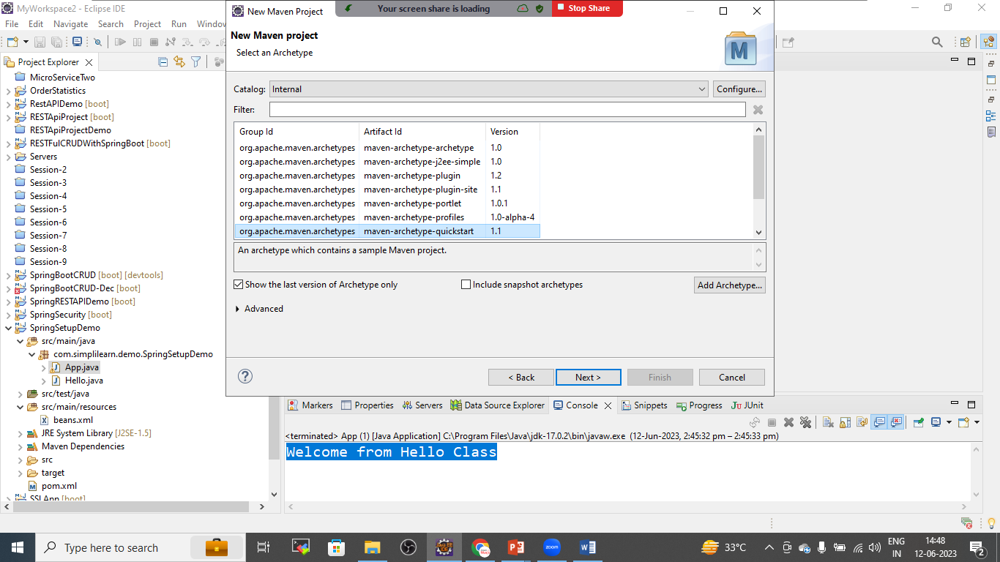 MyWorkspace2 - Eclipse IDE
File Edit Navigate Search Project Run Window
Project Explorer
MicroServiceTwo
OrderStatistics
RestAPIDemo [boot]
RESTApiProject [boot]
RESTApiProjectDemo
RESTFulCRUDWithSpringBoot [boot]
Servers
Session-2
Session-3
Session-4
Session-5
Session-6
Session-7
Session-8
Session-9
SpringBootCRUD [boot] [devtools]
SpringBootCRUD-Dec [boot]
SpringRESTAPIDemo [boot]
SpringSecurity [boot]
SpringSetupDemo
src/main/java
com.simplilearn.demo.SpringSetupDemo
App.java
Hello.java
src/test/java
src/main/resources
beans.xml
JRE System Library [J2SE-1.5]
Maven Dependencies
src
target
pom.xml
SSLApp [boot]
New Maven Project
Your screen share is loading
Stop Share
New Maven project
Select an Archetype
M
Catalog: Internal Configure...
Filter:
Group Id Artifact Id Version
org.apache.maven.archetypes maven-archetype-archetype 1.0
org.apache.maven.archetypes maven-archetype-j2ee-simple 1.0
org.apache.maven.archetypes maven-archetype-plugin 1.2
org.apache.maven.archetypes maven-archetype-plugin-site 1.1
org.apache.maven.archetypes maven-archetype-portlet 1.0.1
org.apache.maven.archetypes maven-archetype-profiles 1.0-alpha-4
org.apache.maven.archetypes maven-archetype-quickstart 1.1
An archetype which contains a sample Maven project.
Show the last version of Archetype only Include snapshot archetypes Add Archetype...
Advanced
? < Back Next > Finish Cancel
Markers Properties Servers Data Source Explorer Console Snippets Progress JUnit
<terminated> App (1) [Java Application] C:\Program Files\Java\jdk-17.0.2\bin\javaw.exe (12-Jun-2023, 2:45:32 pm – 2:45:33 pm)
Welcome from Hello Class
Type here to search
33°C
ENG
IN
14:48
12-06-2023
2